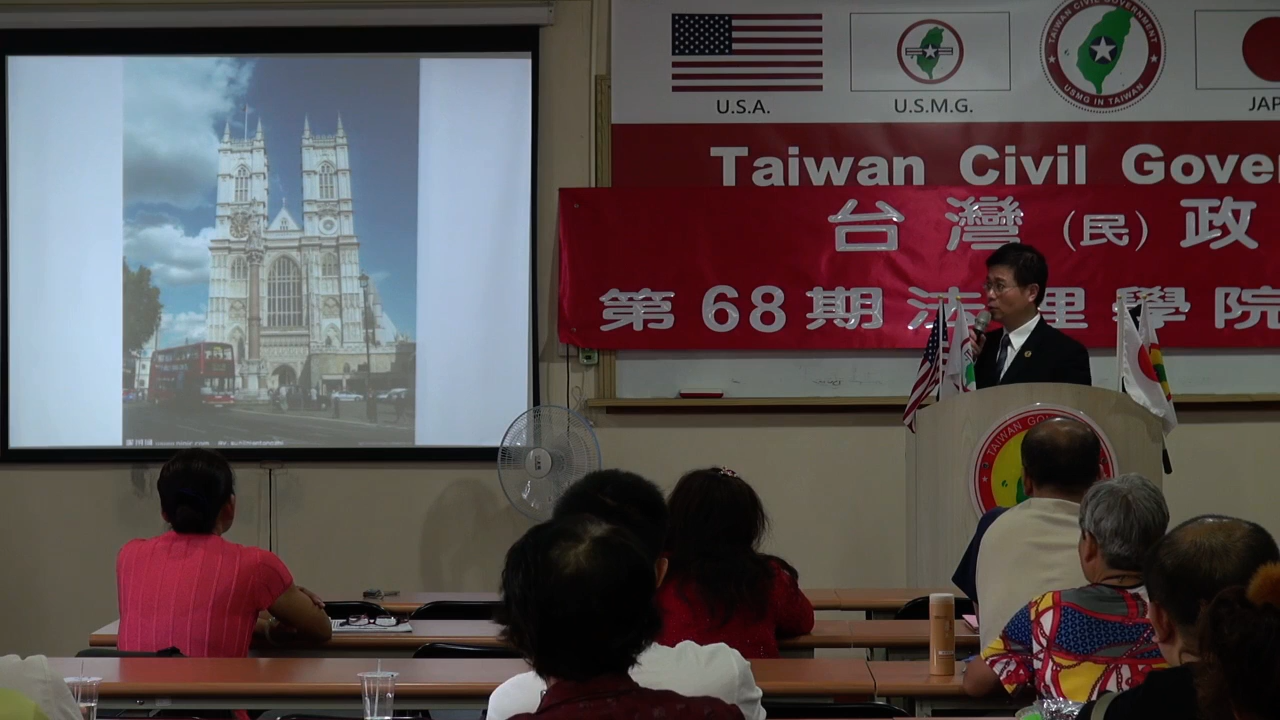 U.S.A.
U.S.M.G.
TAIWAN CIVIL GOVERNMENT
USMG IN TAIWAN
JAP
Taiwan Civil Gover
台灣(民)政
第68期法理學院
TAIWAN GO